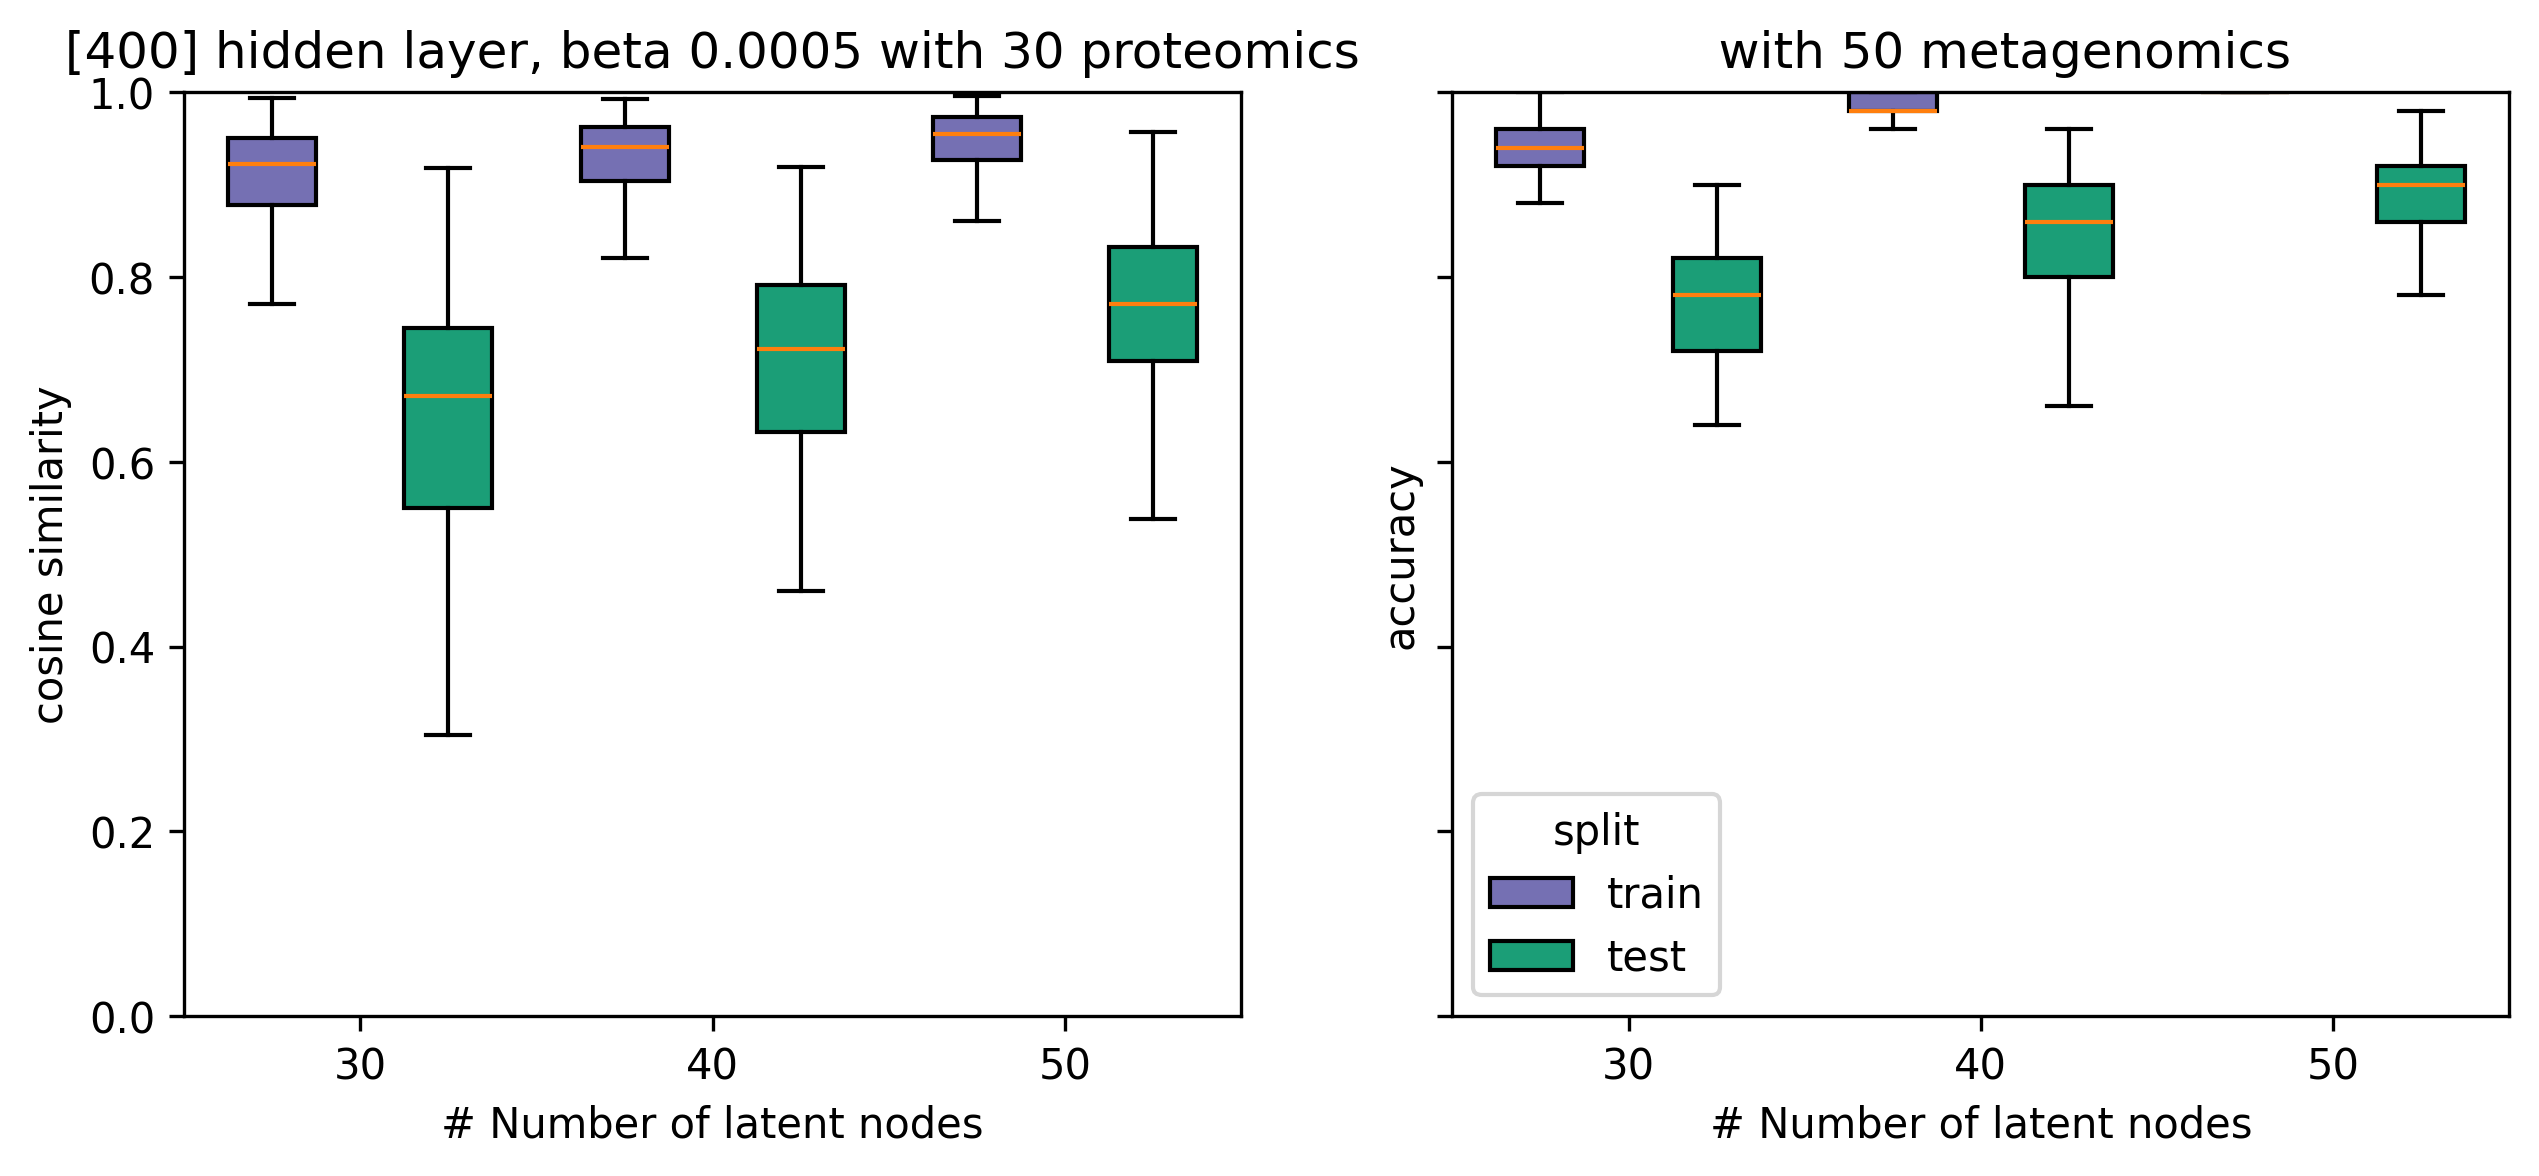 [400] hidden layer, beta 0.0005 with 30 proteomics
1.0
0.8
0.6
0.4
0.2
0.0
cosine similarity
30 40 50
# Number of latent nodes
with 50 metagenomics
accuracy
split
train
test
30 40 50
# Number of latent nodes